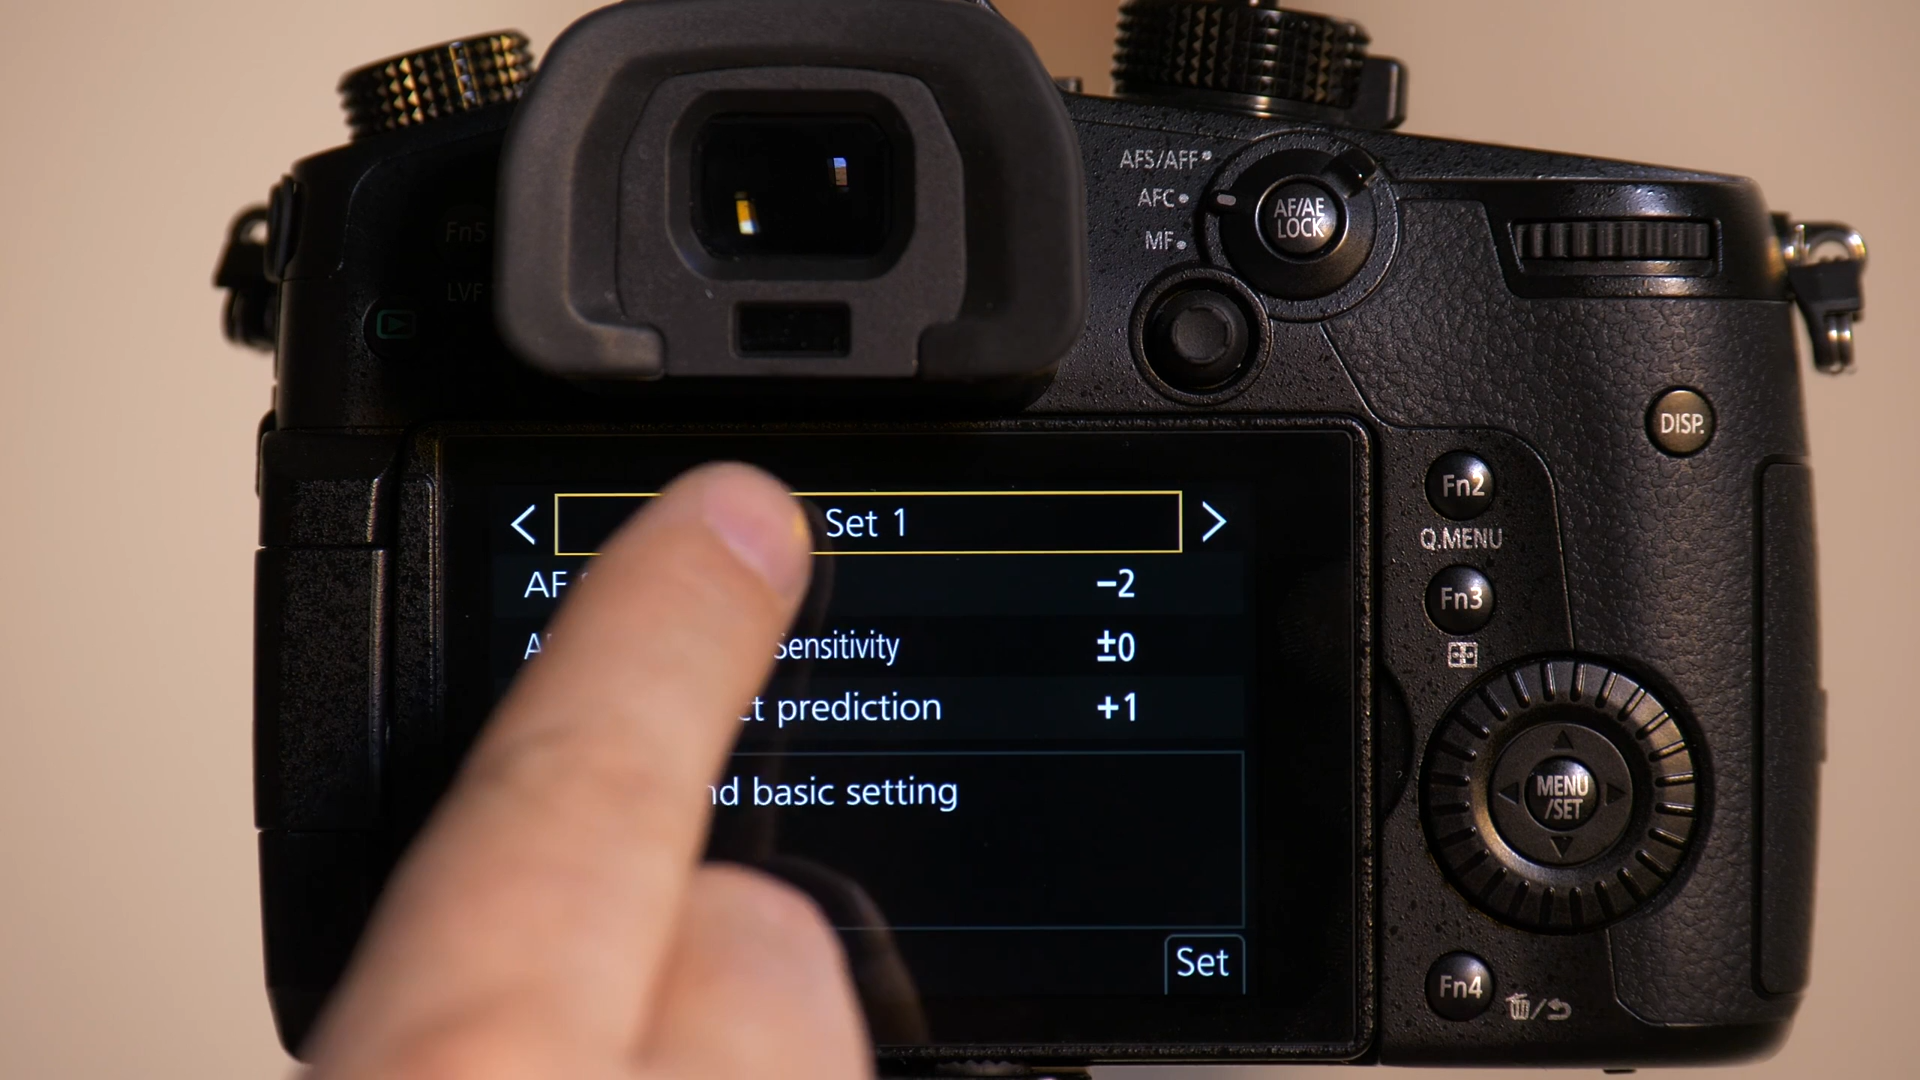 AFS/AFF
AFC
MF
AF/AE
LOCK
Fn5
LVF
DISP.
Fn2
Q.MENU
Fn3
< Set 1 >
AF −2
Sensitivity ±0
prediction +1
basic setting
Set
MENU
/SET
Fn4